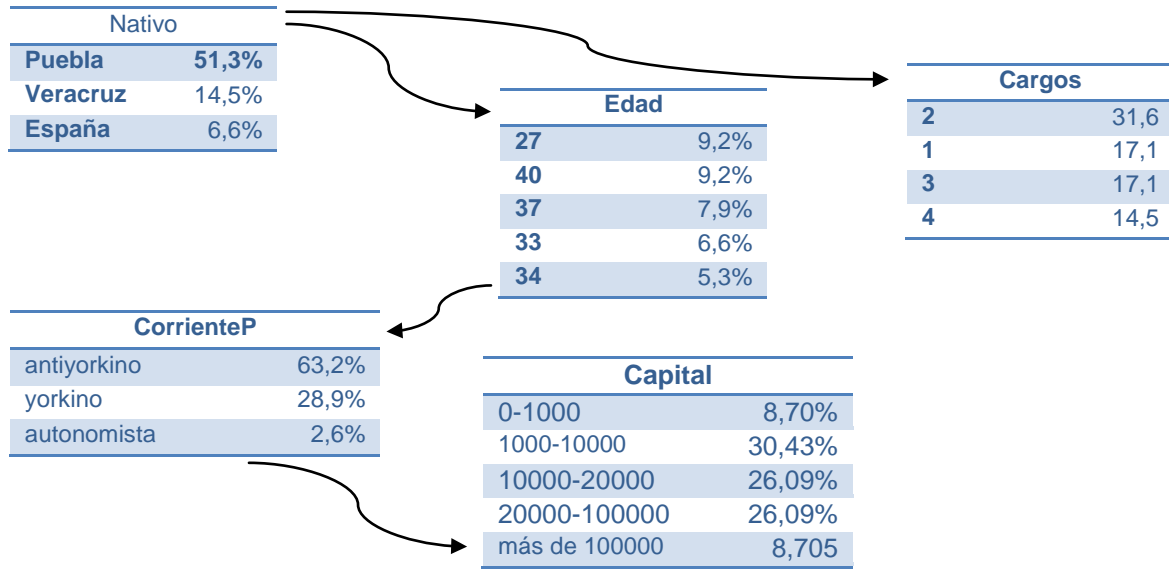 Nativo
Puebla 51,3%
Veracruz 14,5%
España 6,6%
Cargos
2 31,6
1 17,1
3 17,1
4 14,5
Edad
27 9,2%
40 9,2%
37 7,9%
33 6,6%
34 5,3%
CorrienteP
antiyorkino 63,2%
yorkino 28,9%
autonomista 2,6%
Capital
0-1000 8,70%
1000-10000 30,43%
10000-20000 26,09%
20000-100000 26,09%
más de 100000 8,705